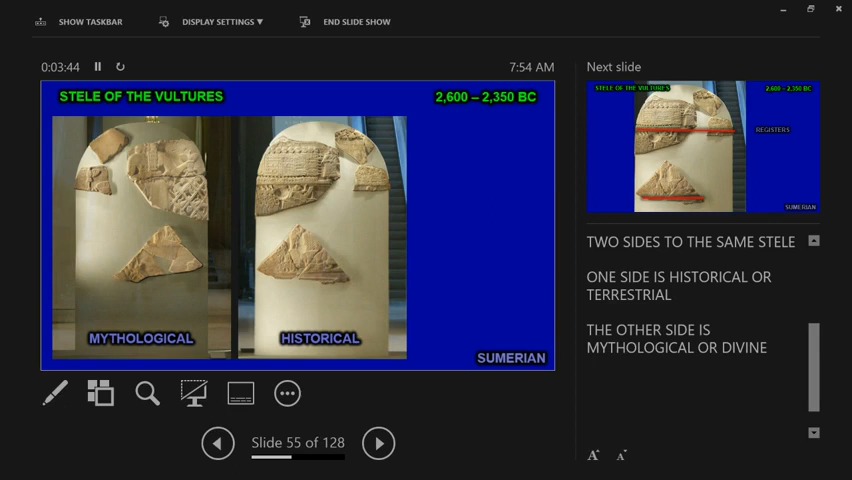 SHOW TASKBAR
DISPLAY SETTINGS ▼
END SLIDE SHOW
0:03:44
7:54 AM
STELE OF THE VULTURES
2,600 – 2,350 BC
MYTHOLOGICAL
HISTORICAL
SUMERIAN
Slide 55 of 128
Next slide
STELE OF THE VULTURES
2,600 – 2,350 BC
REGISTERS
SUMERIAN
TWO SIDES TO THE SAME STELE
ONE SIDE IS HISTORICAL OR
TERRESTRIAL
THE OTHER SIDE IS
MYTHOLOGICAL OR DIVINE
A A